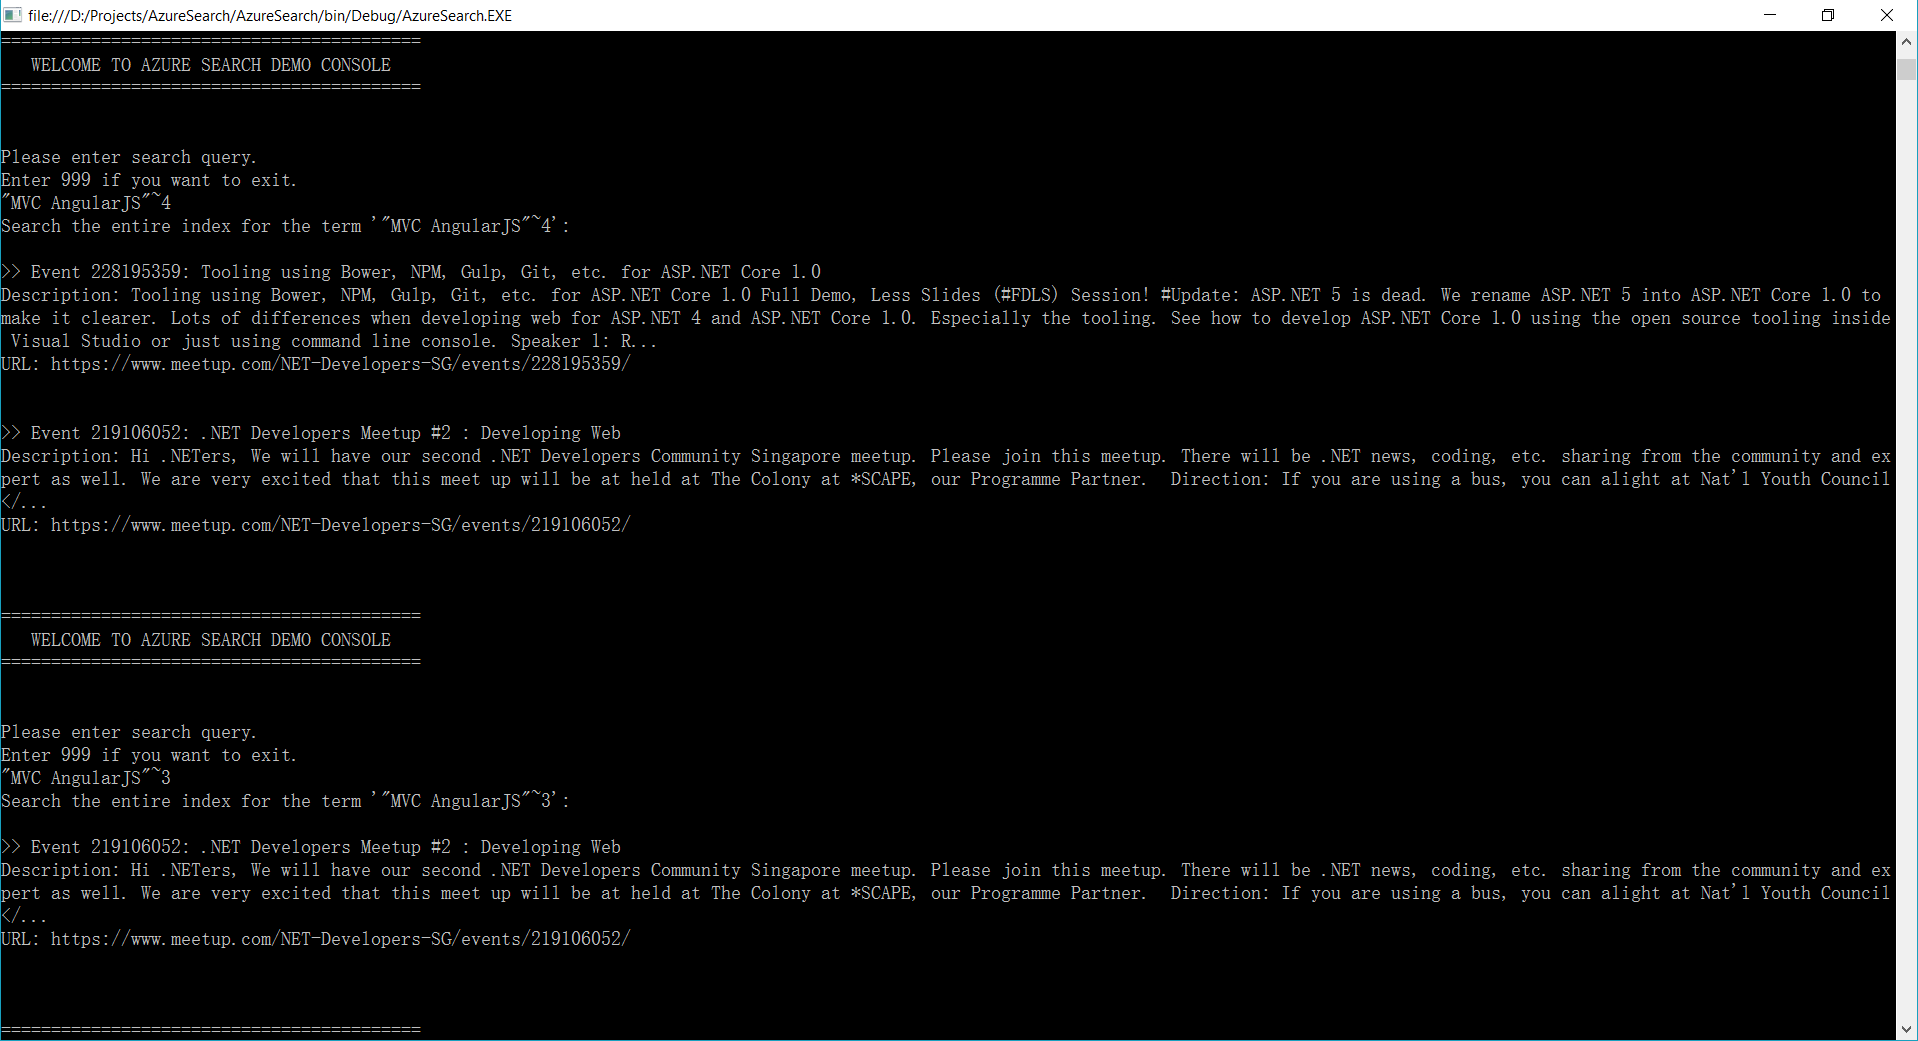 file:///D:/Projects/AzureSearch/AzureSearch/bin/Debug/AzureSearch.EXE
==========================================
WELCOME TO AZURE SEARCH DEMO CONSOLE
==========================================
Please enter search query.
Enter 999 if you want to exit.
"MVC AngularJS"~4
Search the entire index for the term '"MVC AngularJS"~4':
>> Event 228195359: Tooling using Bower, NPM, Gulp, Git, etc. for ASP.NET Core 1.0
Description: Tooling using Bower, NPM, Gulp, Git, etc. for ASP.NET Core 1.0 Full Demo, Less Slides (#FDLS) Session! #Update: ASP.NET 5 is dead. We rename ASP.NET 5 into ASP.NET Core 1.0 to
make it clearer. Lots of differences when developing web for ASP.NET 4 and ASP.NET Core 1.0. Especially the tooling. See how to develop ASP.NET Core 1.0 using the open source tooling inside
Visual Studio or just using command line console. Speaker 1: R...
URL: https://www.meetup.com/NET-Developers-SG/events/228195359/
>> Event 219106052: .NET Developers Meetup #2 : Developing Web
Description: Hi .NETers, We will have our second .NET Developers Community Singapore meetup. Please join this meetup. There will be .NET news, coding, etc. sharing from the community and ex
pert as well. We are very excited that this meet up will be at held at The Colony at *SCAPE, our Programme Partner.  Direction: If you are using a bus, you can alight at Nat'l Youth Council
</...
URL: https://www.meetup.com/NET-Developers-SG/events/219106052/
==========================================
WELCOME TO AZURE SEARCH DEMO CONSOLE
==========================================
Please enter search query.
Enter 999 if you want to exit.
"MVC AngularJS"~3
Search the entire index for the term '"MVC AngularJS"~3':
>> Event 219106052: .NET Developers Meetup #2 : Developing Web
Description: Hi .NETers, We will have our second .NET Developers Community Singapore meetup. Please join this meetup. There will be .NET news, coding, etc. sharing from the community and ex
pert as well. We are very excited that this meet up will be at held at The Colony at *SCAPE, our Programme Partner.  Direction: If you are using a bus, you can alight at Nat'l Youth Council
</...
URL: https://www.meetup.com/NET-Developers-SG/events/219106052/
==========================================